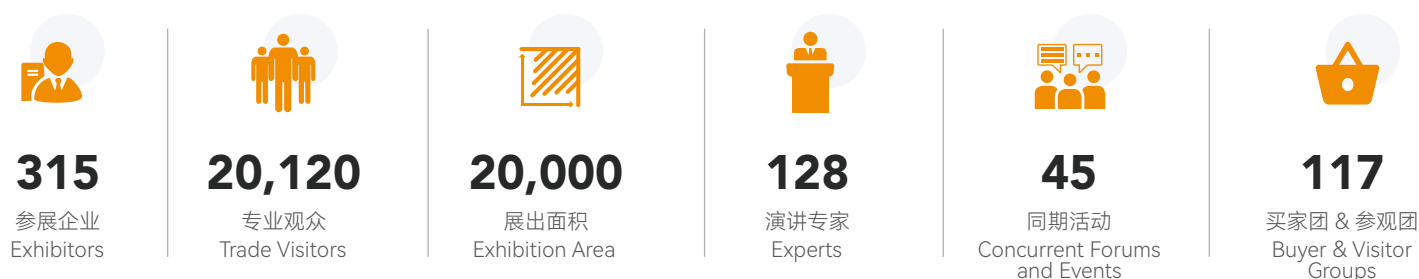 315
参展企业
Exhibitors
20,120
专业观众
Trade Visitors
20,000
展出面积
Exhibition Area
128
演讲专家
Experts
45
同期活动
Concurrent Forums
and Events
117
买家团 & 参观团
Buyer & Visitor
Groups